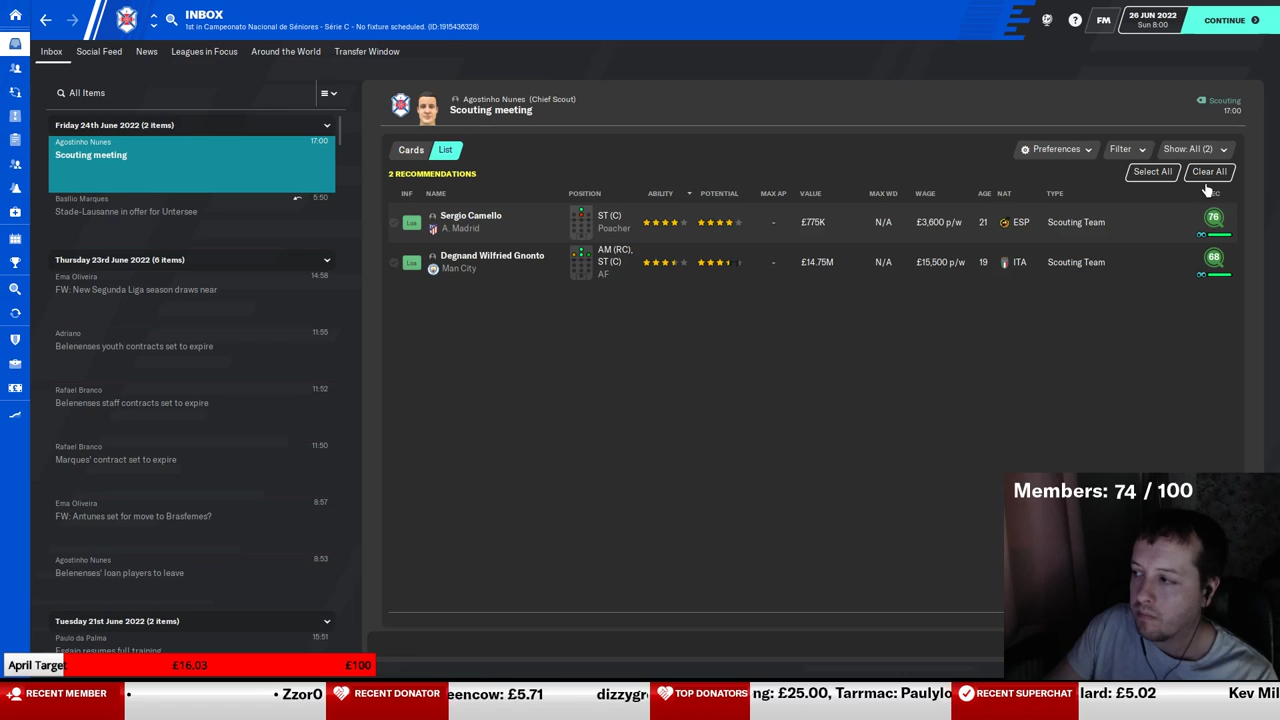 INBOX
1st in Campeonato Nacional de Séniores - Série C - No fixture scheduled. (ID:1915436328)
FM
26 JUN 2022
Sun 8:00
CONTINUE
Inbox Social Feed News Leagues in Focus Around the World Transfer Window
All Items
Friday 24th June 2022 (2 items)
Agostinho Nunes 17:00
Scouting meeting
Basílio Marques 5:50
Stade-Lausanne in offer for Untersee
Thursday 23rd June 2022 (6 items)
Ema Oliveira 14:58
FW: New Segunda Liga season draws near
Adriano 11:55
Belenenses youth contracts set to expire
Rafael Branco 11:52
Belenenses staff contracts set to expire
Rafael Branco 11:50
Marques' contract set to expire
Ema Oliveira 8:57
FW: Antunes set for move to Brasfemes?
Agostinho Nunes 8:53
Belenenses' loan players to leave
Tuesday 21st June 2022 (2 items)
Paulo da Palma 15:51
Esgaio resumes full training
Agostinho Nunes (Chief Scout)
Scouting meeting
Scouting
17:00
Cards List
Preferences Filter Show: All (2)
2 RECOMMENDATIONS
Select All Clear All
INF NAME POSITION ABILITY POTENTIAL MAX AP VALUE MAX WD WAGE AGE NAT TYPE
Loa Sergio Camello ST (C) - £775K N/A £3,600 p/w 21 ESP Scouting Team 76
A. Madrid Poacher
Loa Degnand Wilfried Gnonto AM (RC), ST (C) - £14.75M N/A £15,500 p/w 19 ITA Scouting Team 68
Man City AF
Members: 74 / 100
April Target £16.03 £100
RECENT MEMBER • • Zzor0
RECENT DONATOR eencow: £5.71 dizzygr
TOP DONATORS ng: £25.00, Tarrmac: Paulylo
RECENT SUPERCHAT lard: £5.02 Kev Mil